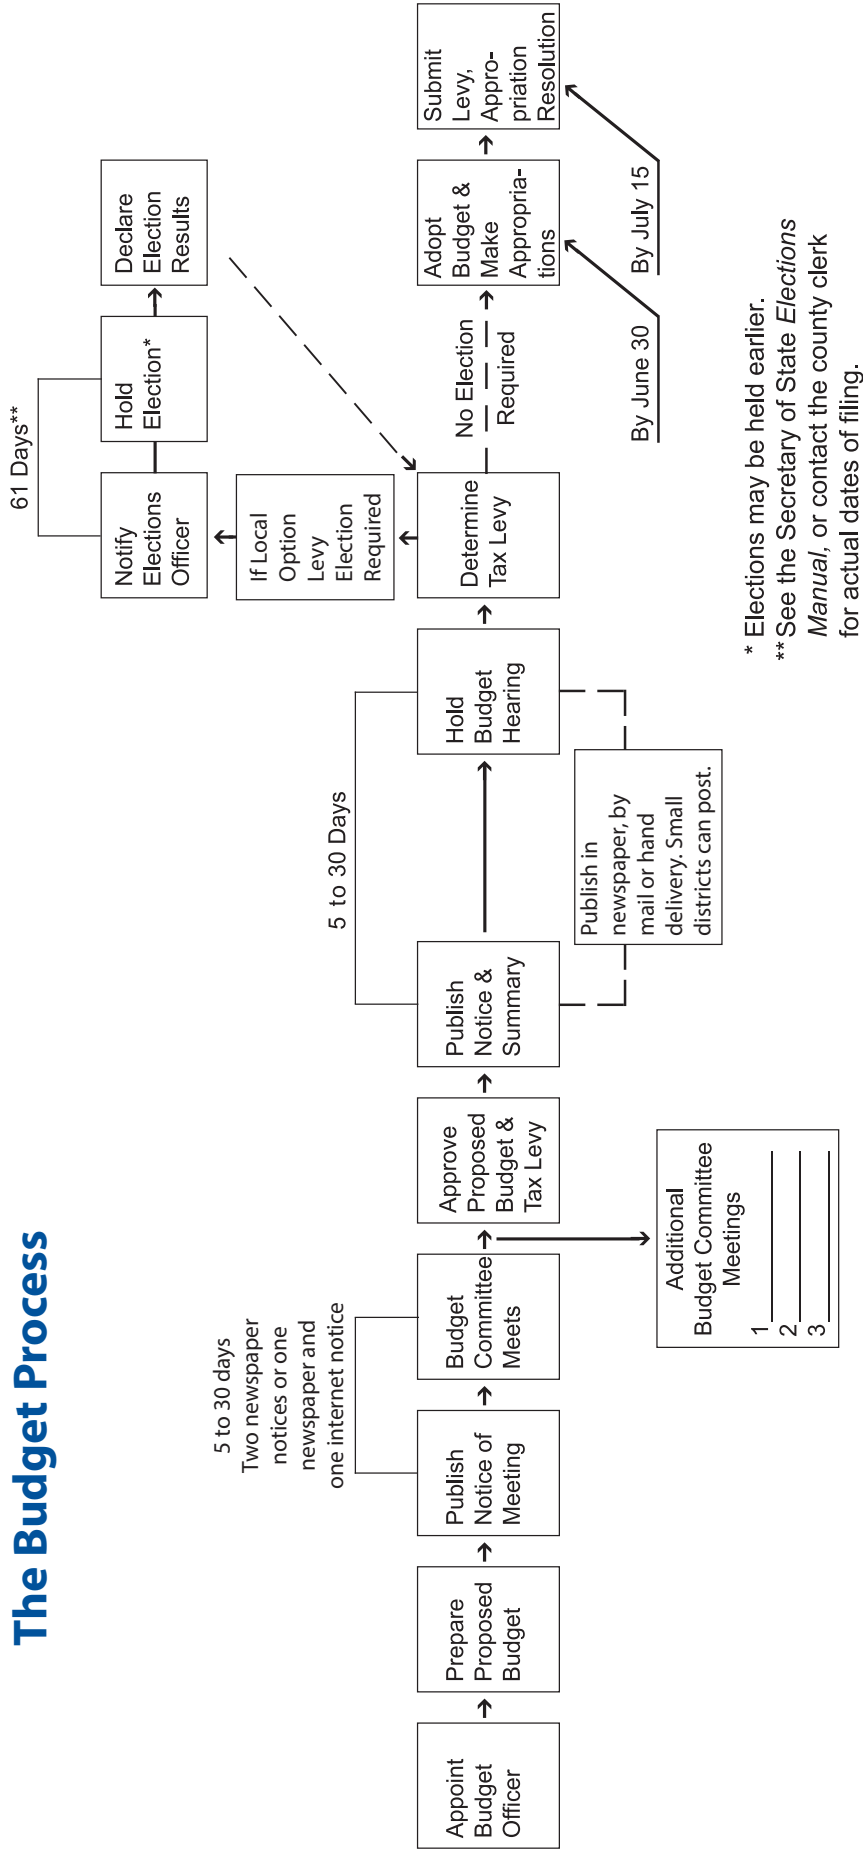 The Budget Process
Appoint
Budget
Officer
Prepare
Proposed
Budget
Publish
Notice of
Meeting
5 to 30 days
Two newspaper
notices or one
newspaper and
one internet notice
Budget
Committee
Meets
Additional
Budget Committee
Meetings
1
2
3
Approve
Proposed
Budget &
Tax Levy
Publish
Notice &
Summary
5 to 30 Days
Publish in
newspaper, by
mail or hand
delivery. Small
districts can post.
Hold
Budget
Hearing
Determine
Tax Levy
If Local
Option
Levy
Election
Required
Notify
Elections
Officer
61 Days**
Hold
Election*
Declare
Election
Results
No Election
Required
Adopt
Budget &
Make
Appropria-
tions
By June 30
Submit
Levy,
Appro-
priation
Resolution
By July 15
* Elections may be held earlier.
** See the Secretary of State Elections
Manual, or contact the county clerk
for actual dates of filing.